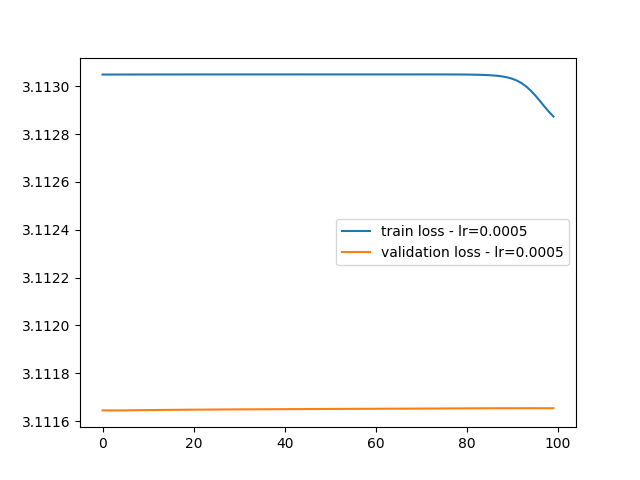 3.1130
3.1128
3.1126
3.1124
3.1122
3.1120
3.1118
3.1116
train loss - lr=0.0005
validation loss - lr=0.0005
0 20 40 60 80 100